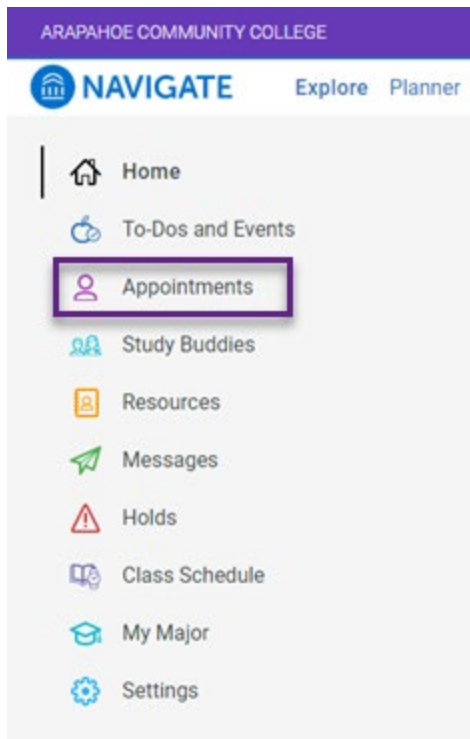 ARAPAHOE COMMUNITY COLLEGE
NAVIGATE Explore Planner
Home
To-Dos and Events
Appointments
Study Buddies
Resources
Messages
Holds
Class Schedule
My Major
Settings